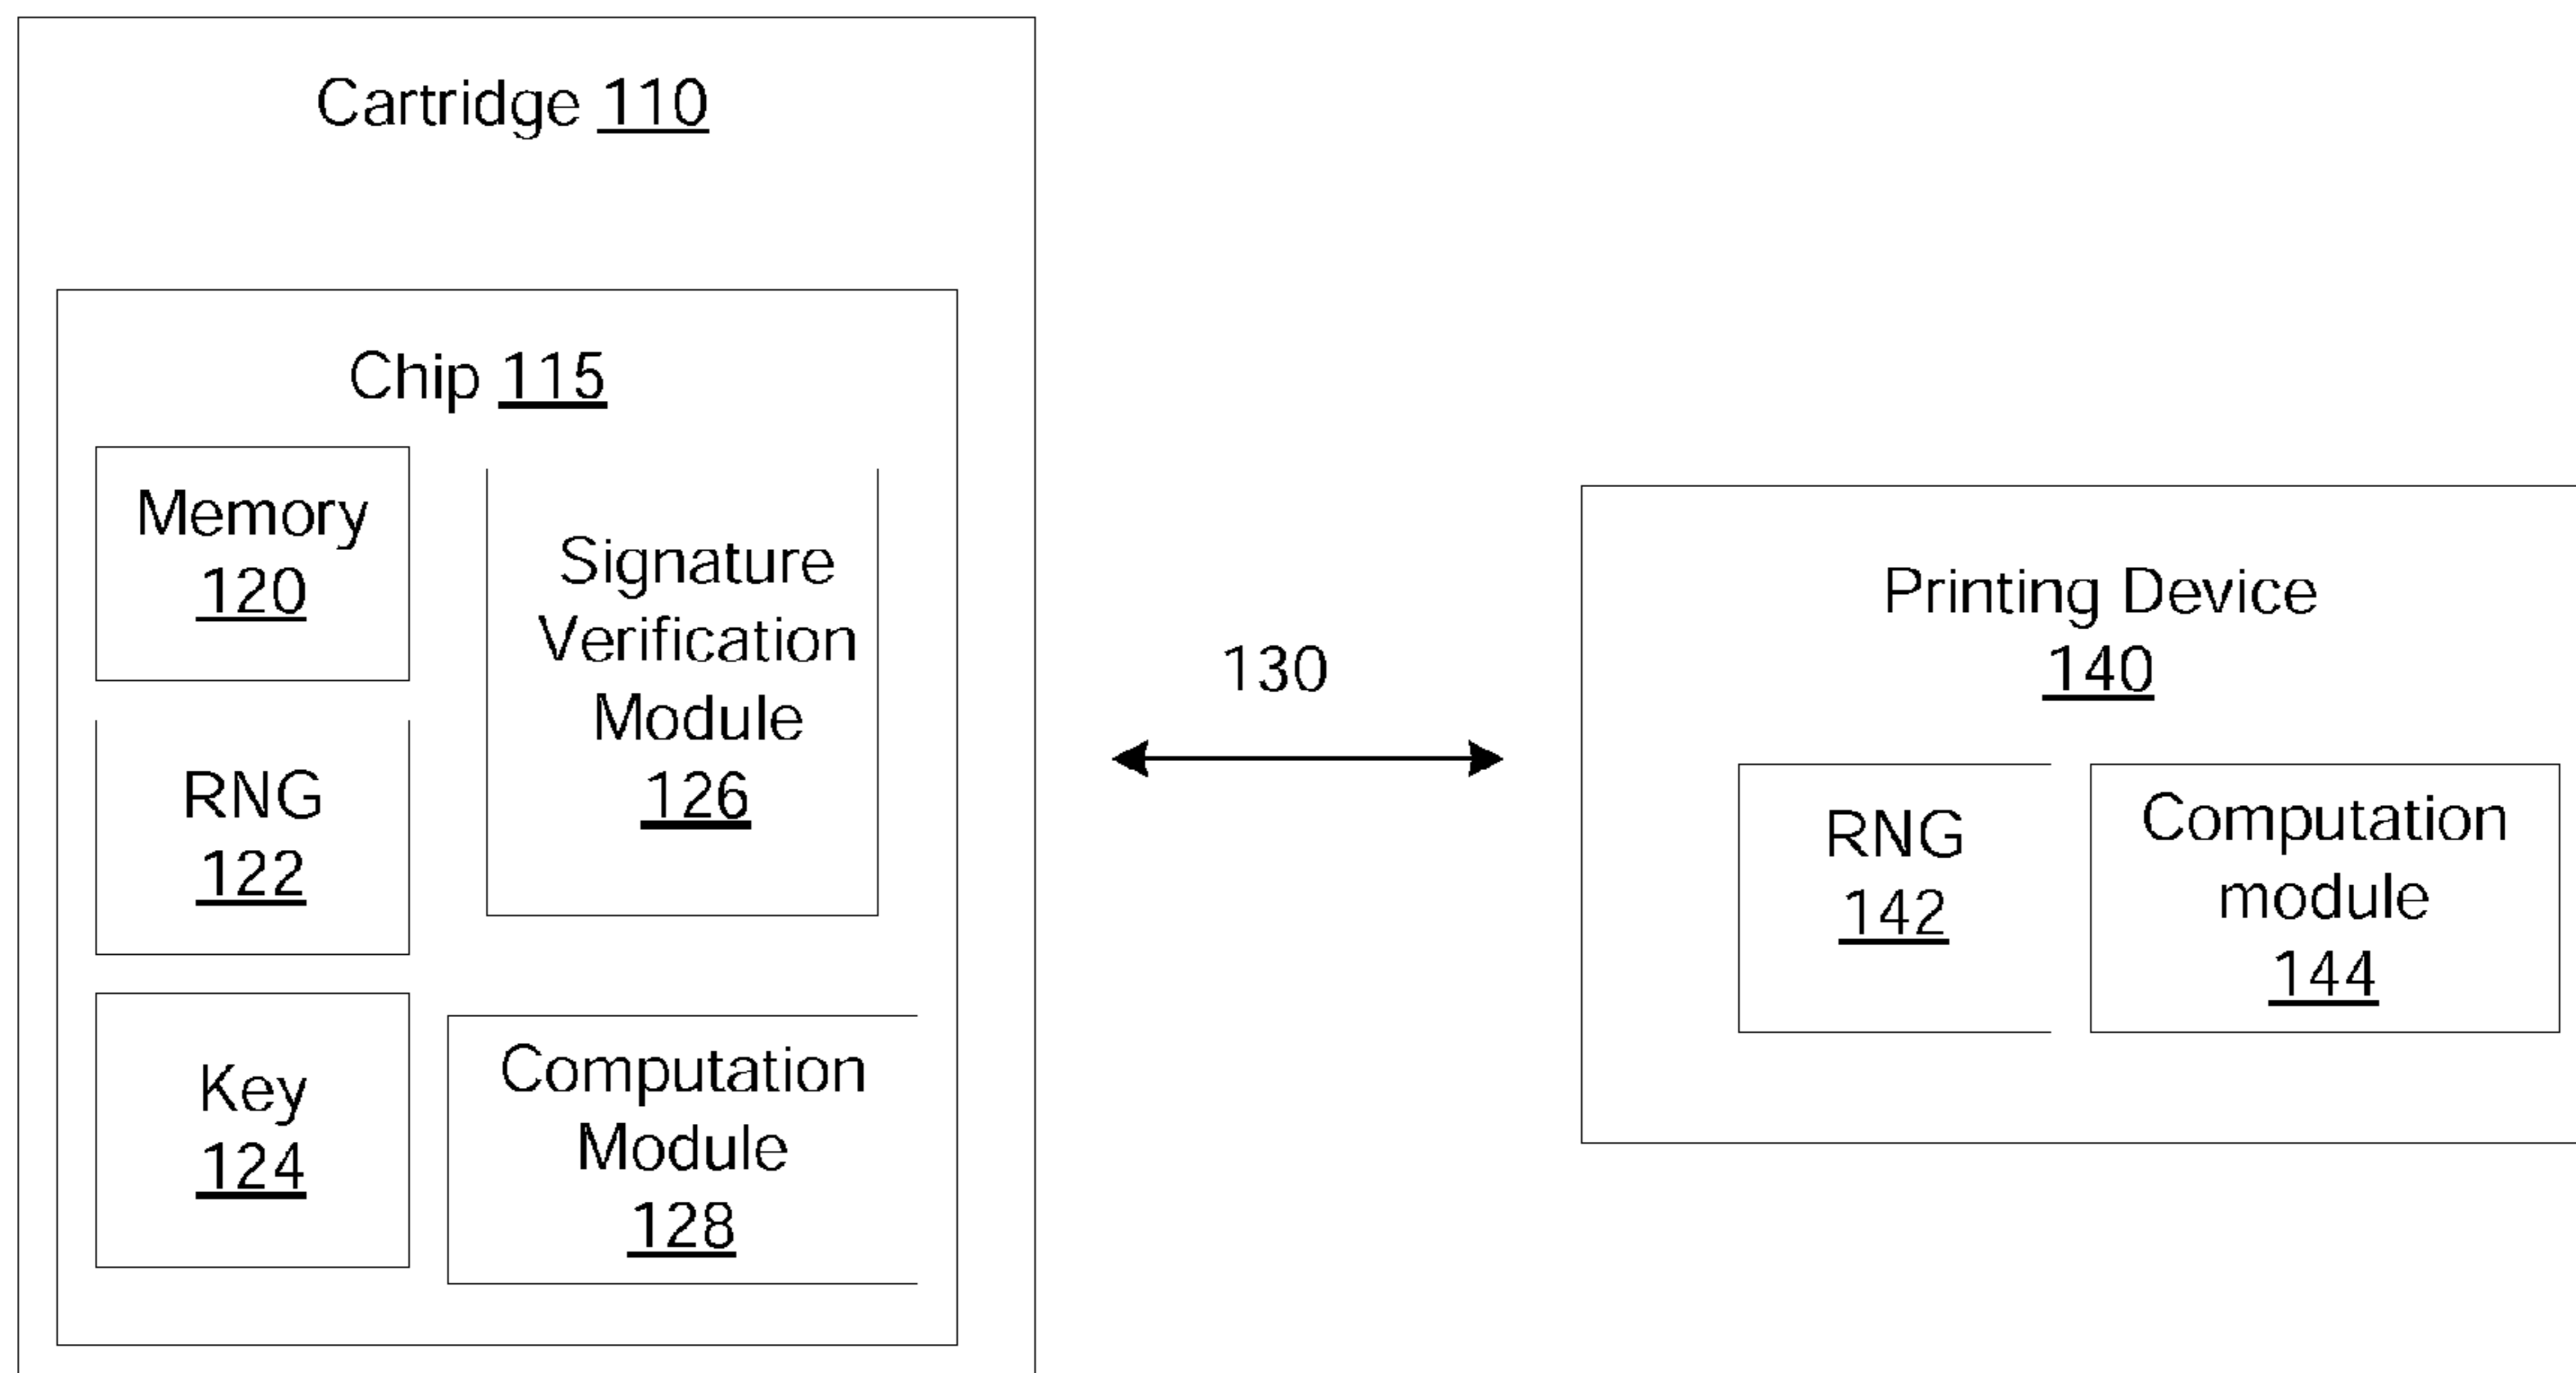 Cartridge 110
Chip 115
Memory
120
Signature
Verification
Module
126
RNG
122
Key
124
Computation
Module
128
130
Printing Device
140
RNG
142
Computation
module
144